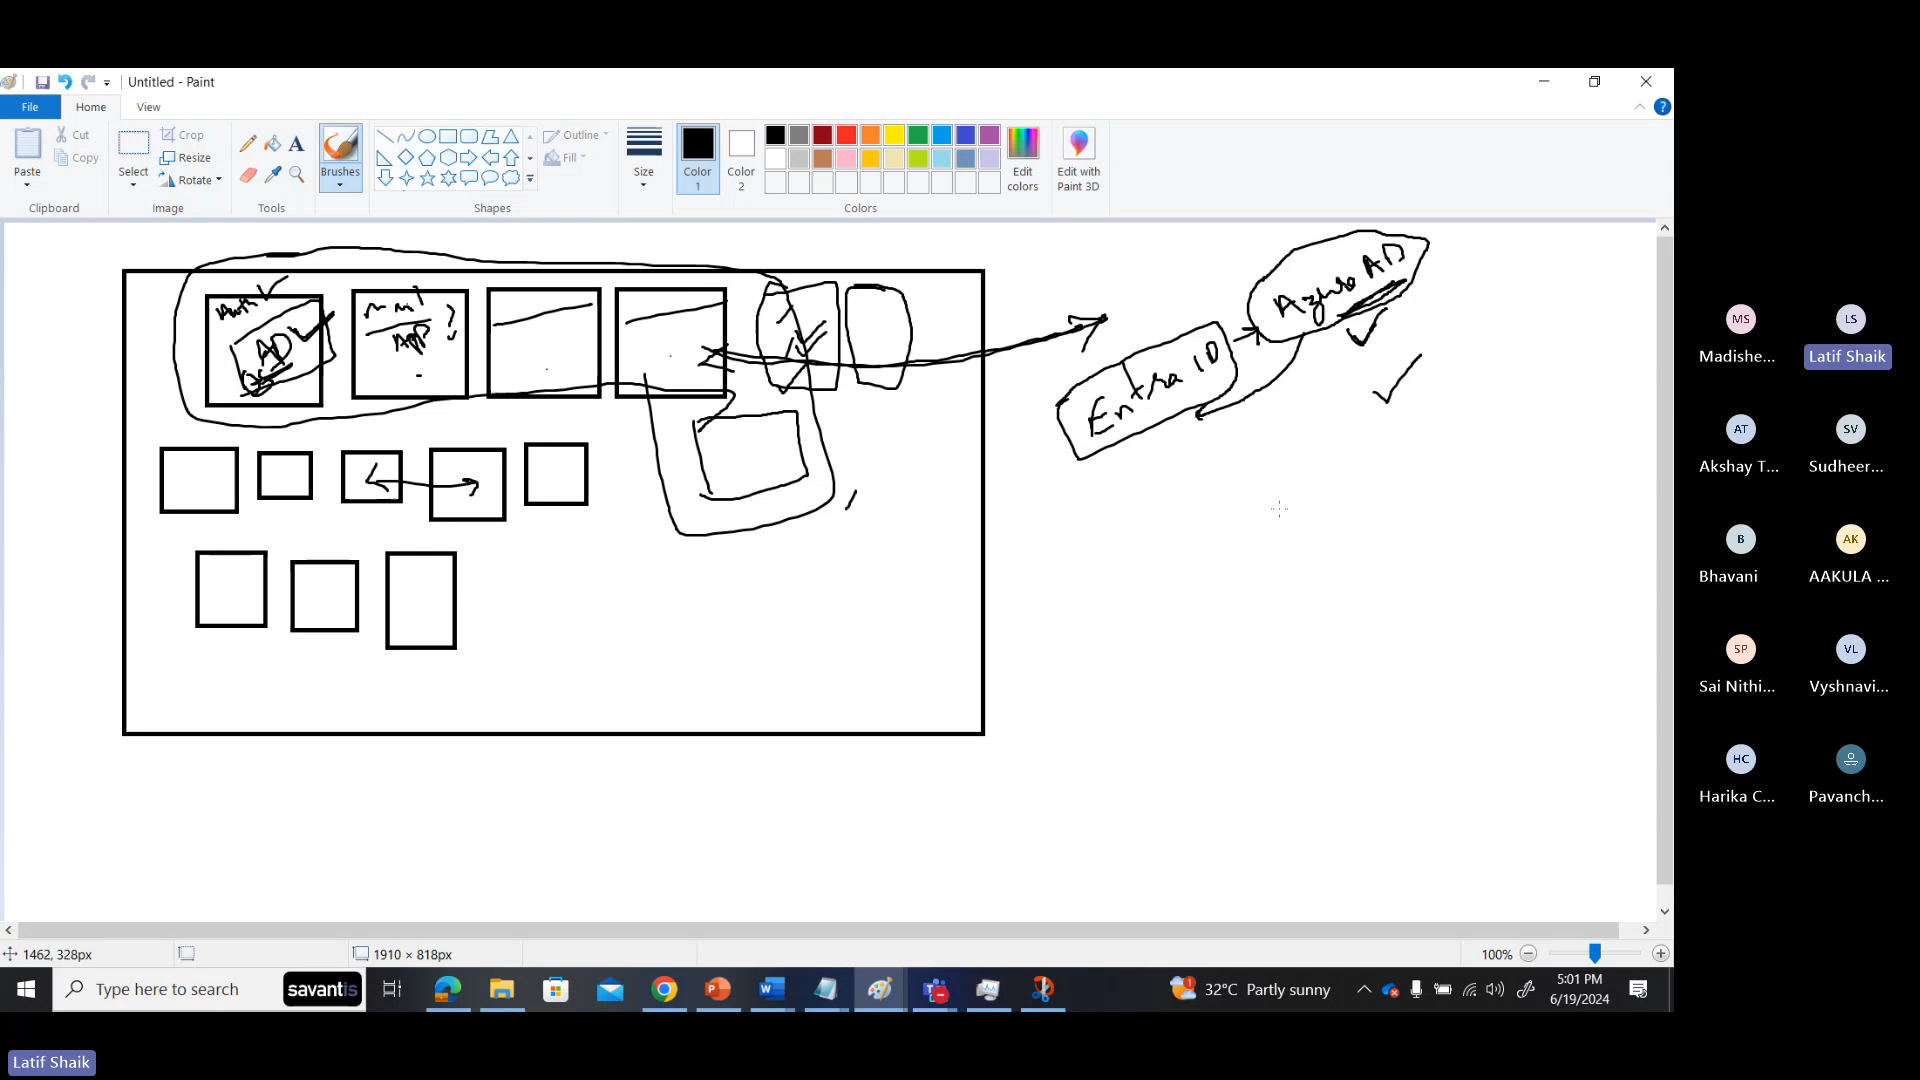 Untitled - Paint
File
Home
View
Paste
Cut
Copy
Clipboard
Select
Crop
Resize
Rotate
Image
Tools
Brushes
Shapes
Outline
Fill
Size
Color 1
Color 2
Colors
Edit colors
Edit with Paint 3D
Auth
AD
App ?
Azure AD
Entra ID
MS
Madishe...
LS
Latif Shaik
AT
Akshay T...
SV
Sudheer...
B
Bhavani
AK
AAKULA ...
SP
Sai Nithi...
VL
Vyshnavi...
HC
Harika C...
Pavanch...
1462, 328px
1910 × 818px
100%
Type here to search
savantis
1
32°C Partly sunny
5:01 PM
6/19/2024
Latif Shaik